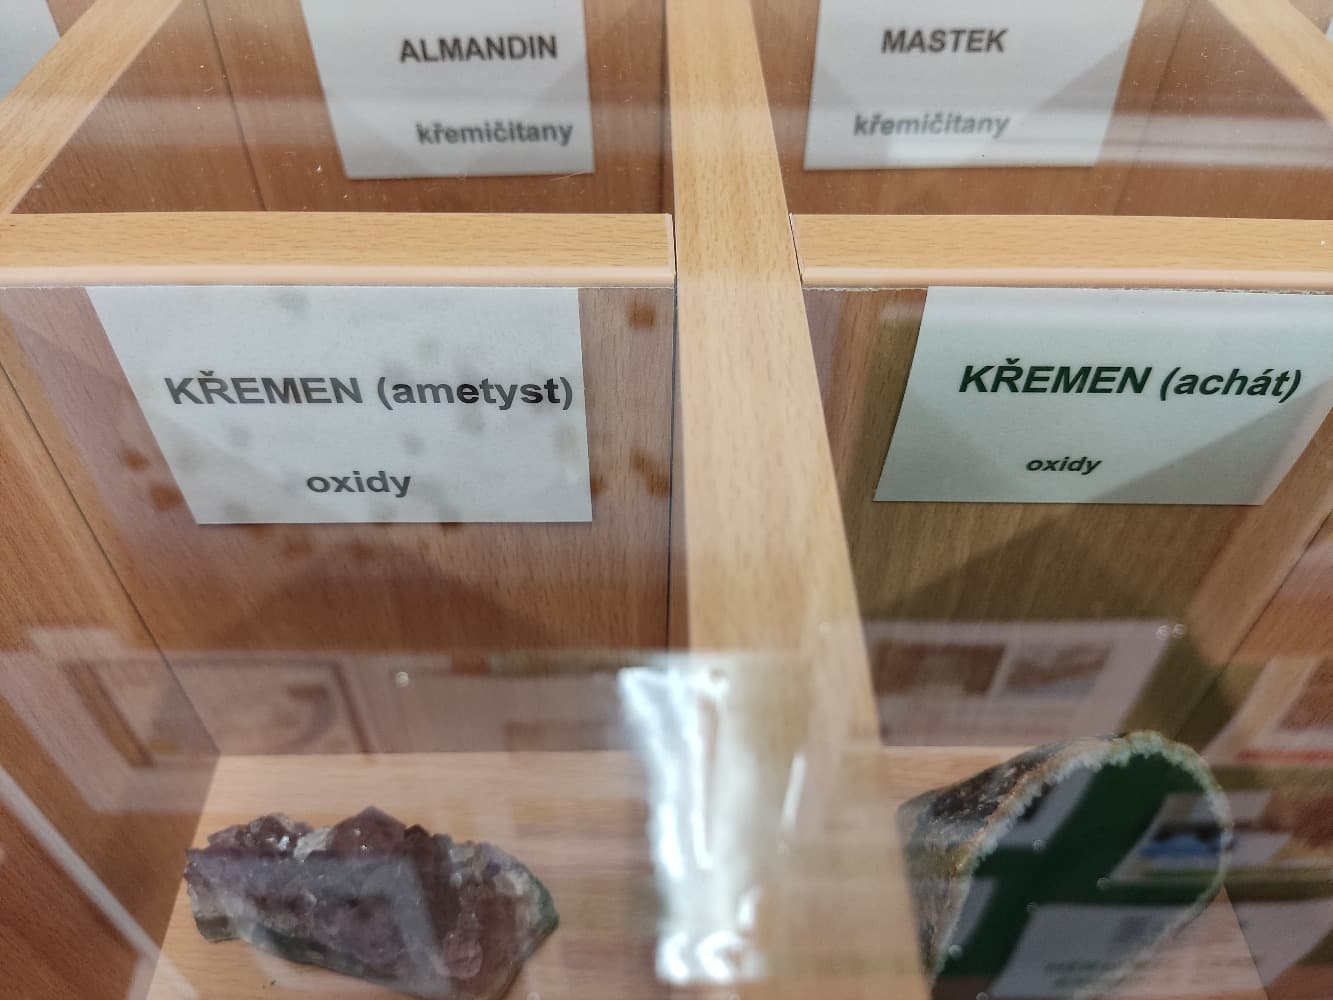 ALMANDIN
křemičitany
MASTEK
křemičitany
KŘEMEN (ametyst)
oxidy
KŘEMEN (achát)
oxidy